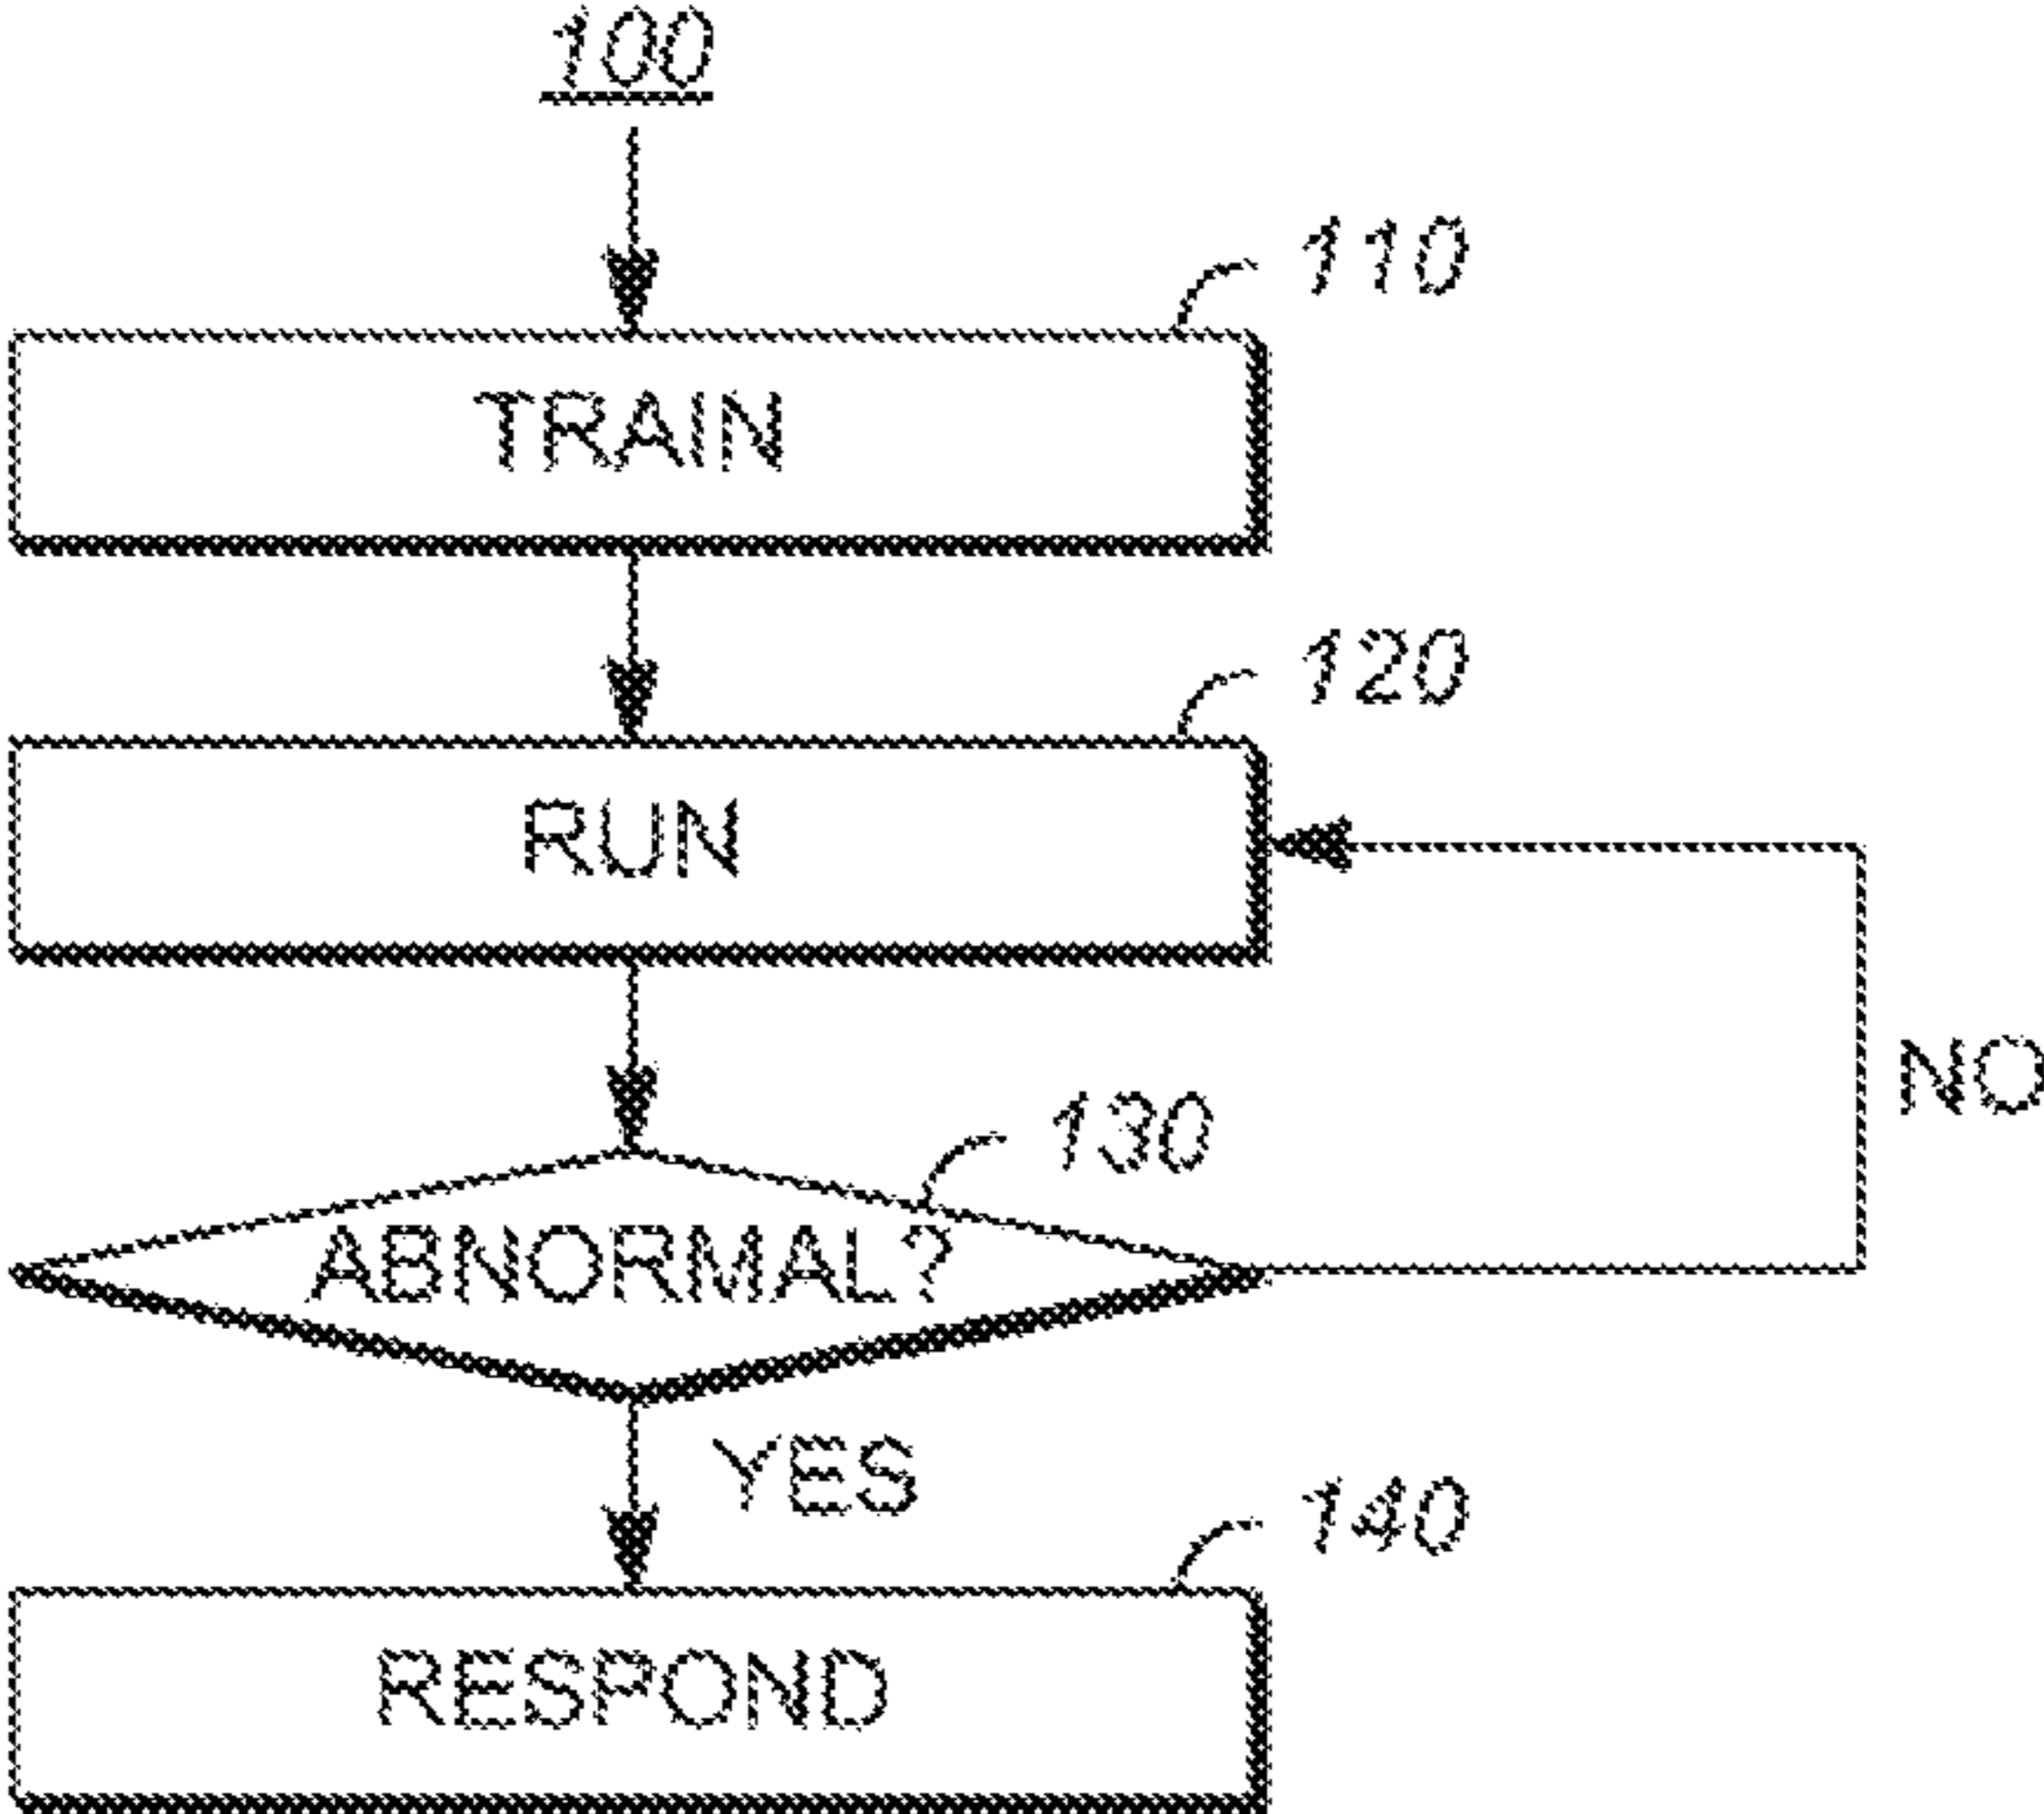 100
110
TRAIN
120
RUN
NO
130
ABNORMAL?
YES
140
RESPOND